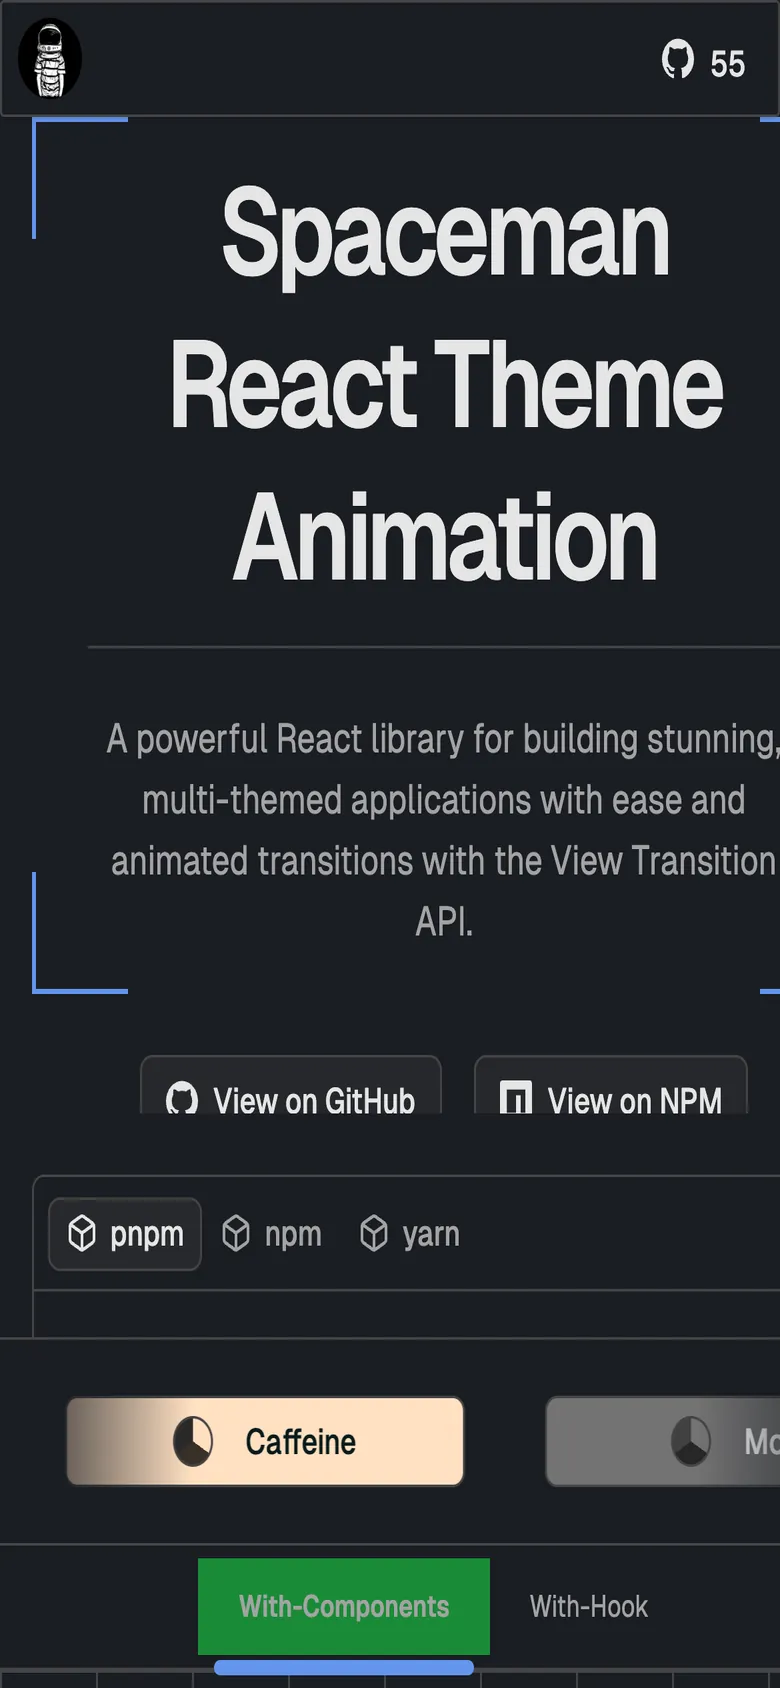 55
Spaceman
React Theme
Animation
A powerful React library for building stunning,
multi-themed applications with ease and
animated transitions with the View Transition
API.
View on GitHub View on NPM
pnpm npm yarn
Caffeine
With-Components With-Hook